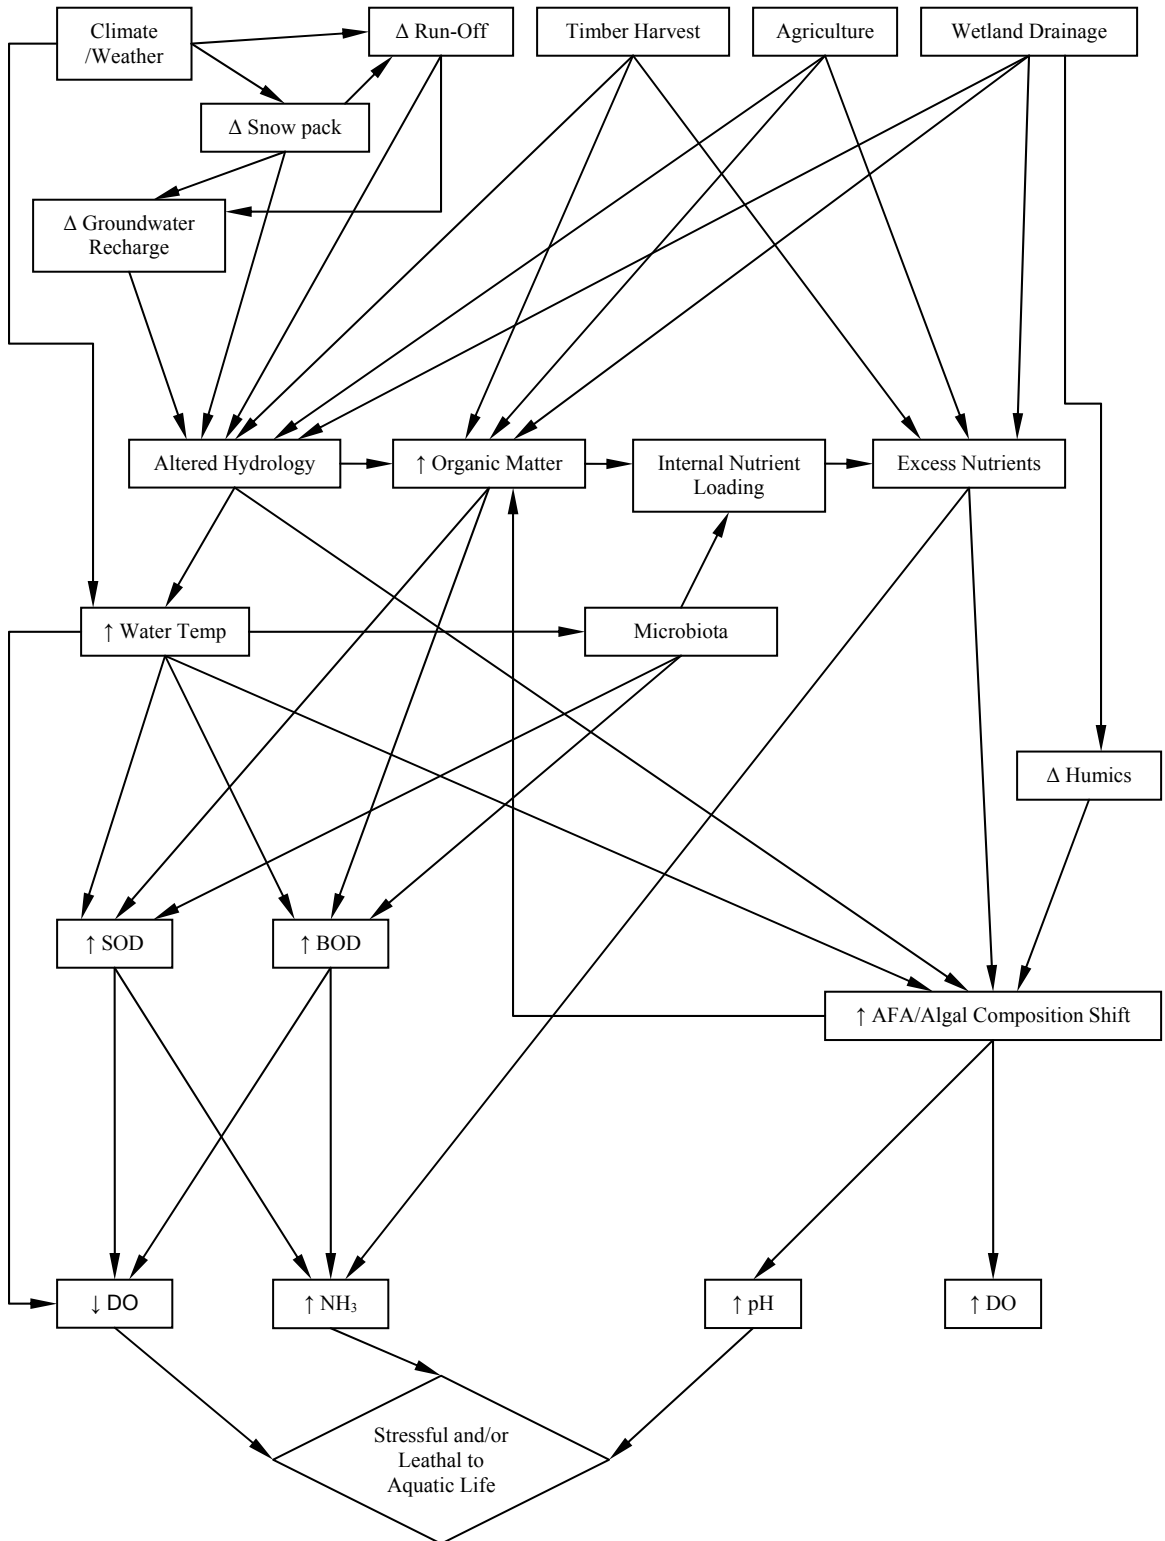 Climate
/Weather
Δ Run-Off
Timber Harvest
Agriculture
Wetland Drainage
Δ Snow pack
Δ Groundwater
Recharge
Altered Hydrology
↑ Organic Matter
Internal Nutrient
Loading
Excess Nutrients
↑ Water Temp
Microbiota
Δ Humics
↑ SOD
↑ BOD
↑ AFA/Algal Composition Shift
↓ DO
↑ NH₃
↑ pH
↑ DO
Stressful and/or
Leathal to
Aquatic Life